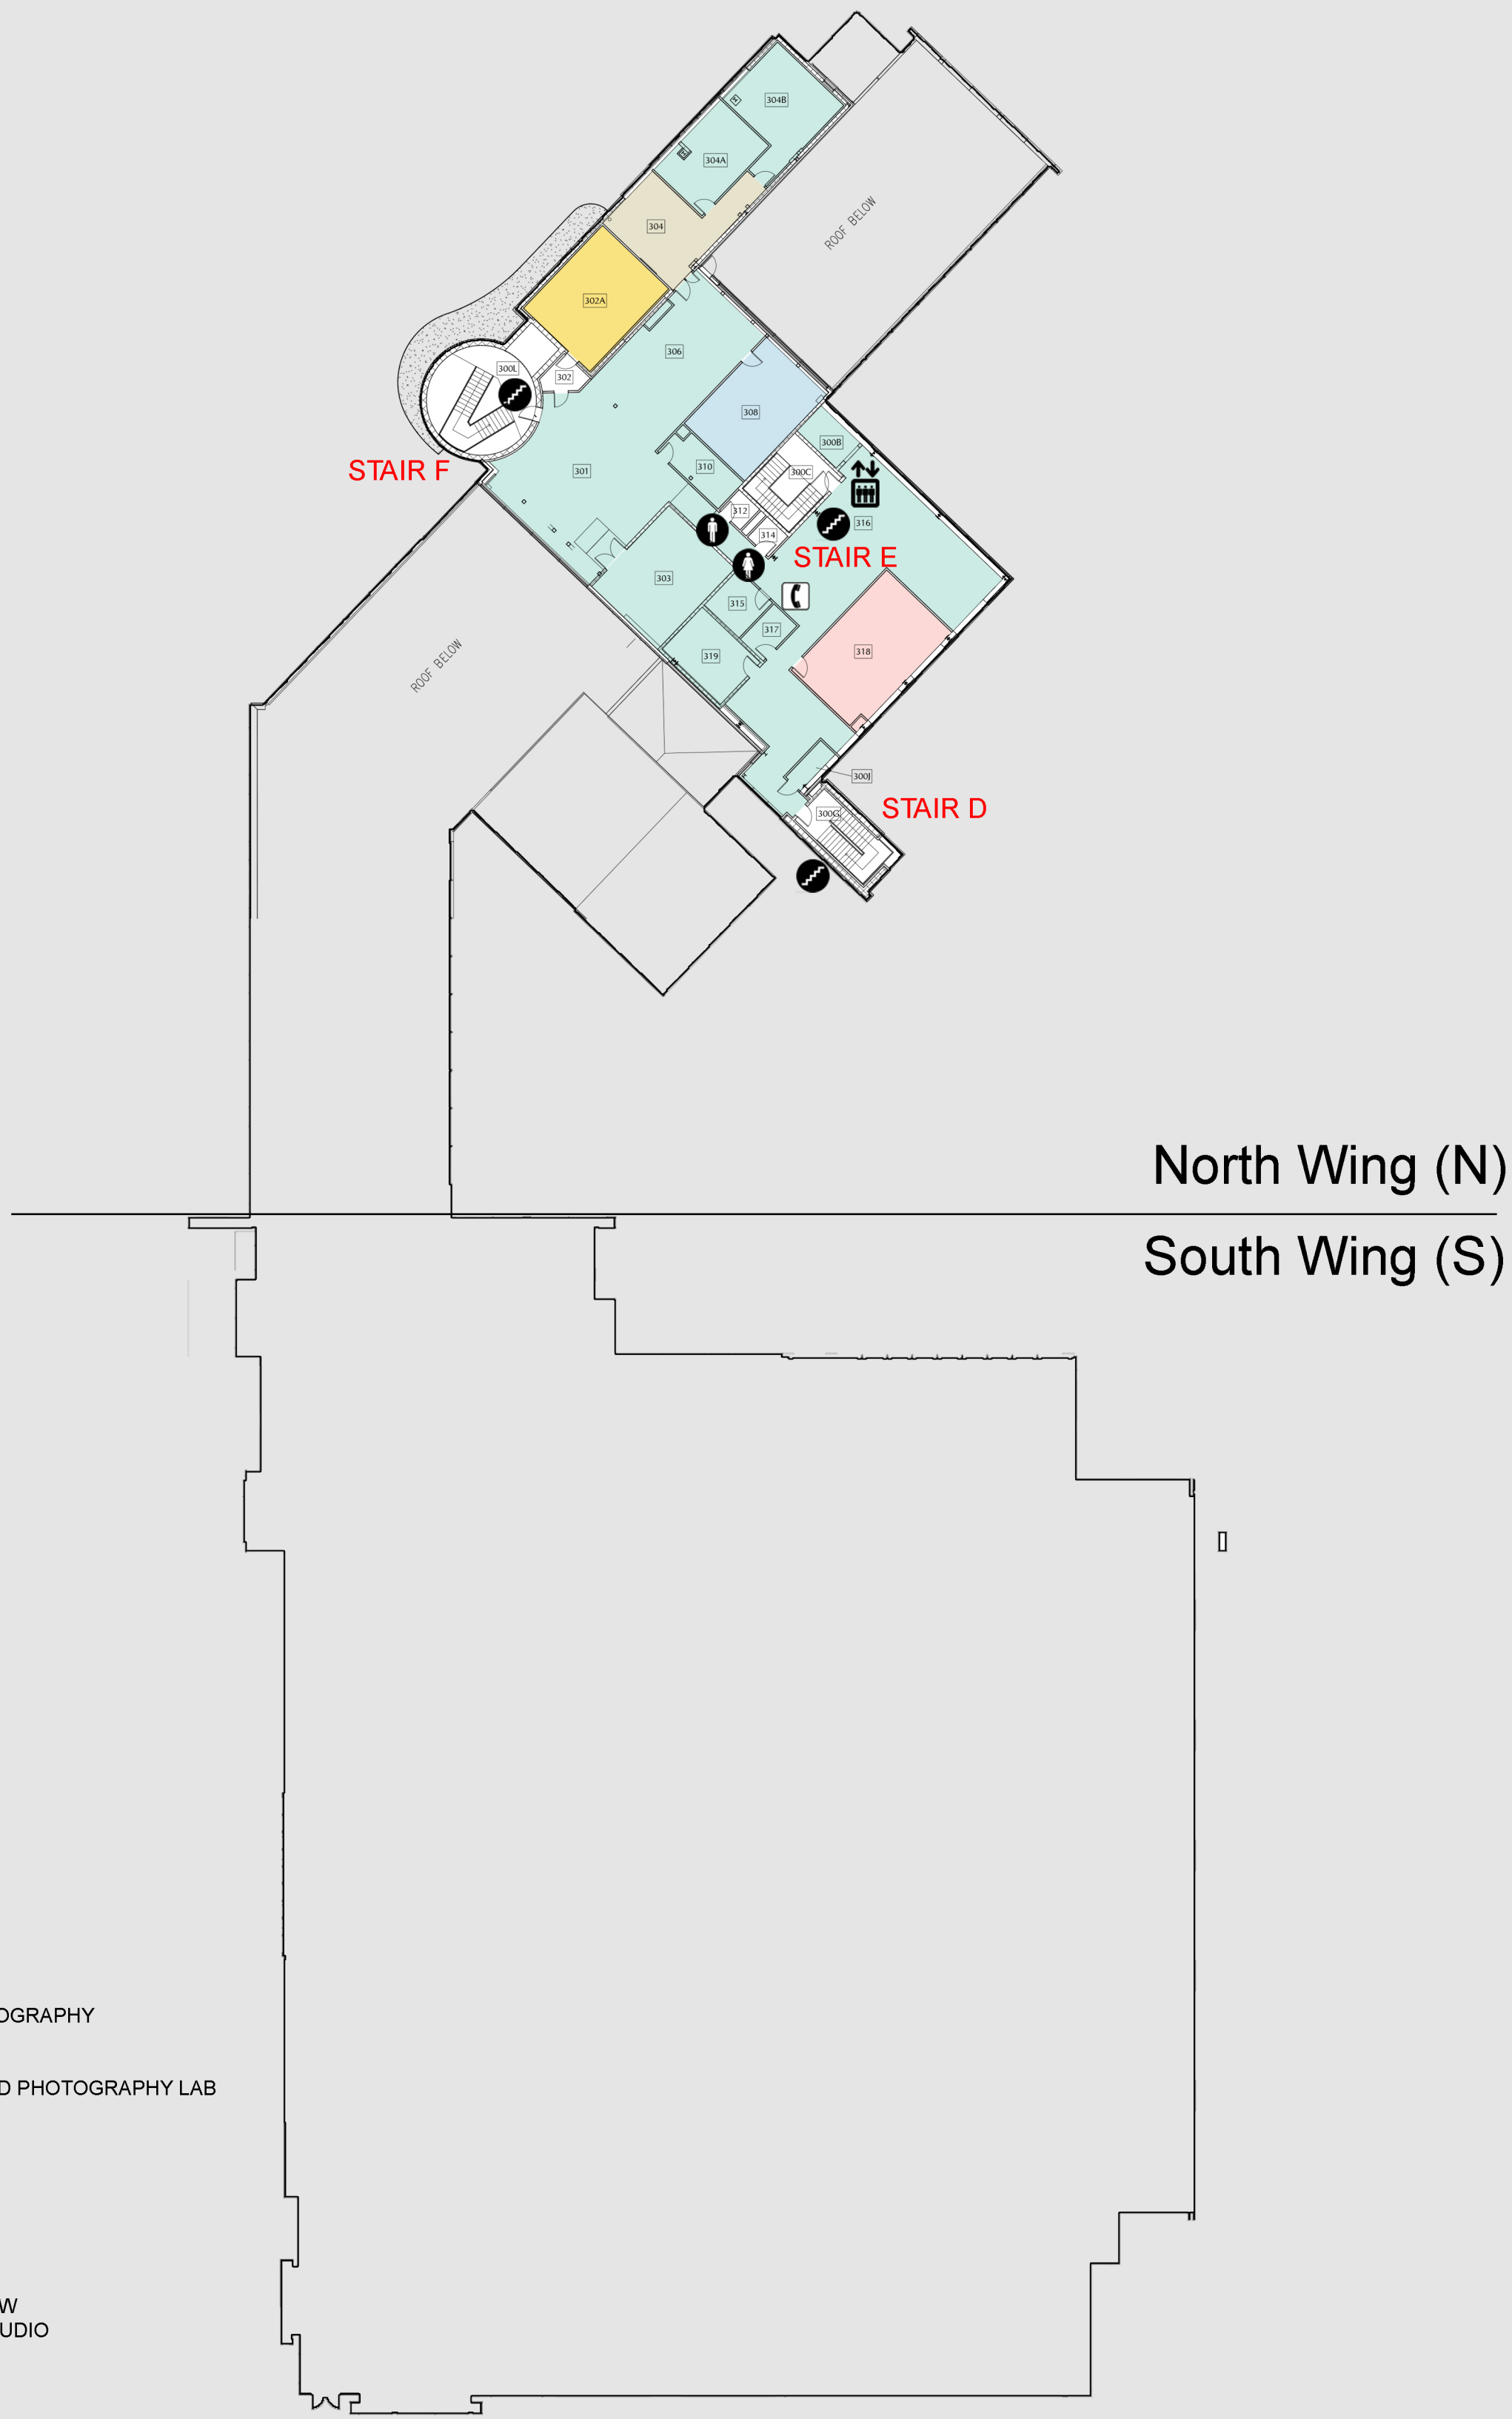 304B
304A
304
ROOF BELOW
302A
306
300L
302
308
300B
STAIR F
301
310
300C
312
316
314
STAIR E
303
315
317
319
318
ROOF BELOW
300J
STAIR D
300G
North Wing (N)
South Wing (S)
OGRAPHY
D PHOTOGRAPHY LAB
W
UDIO